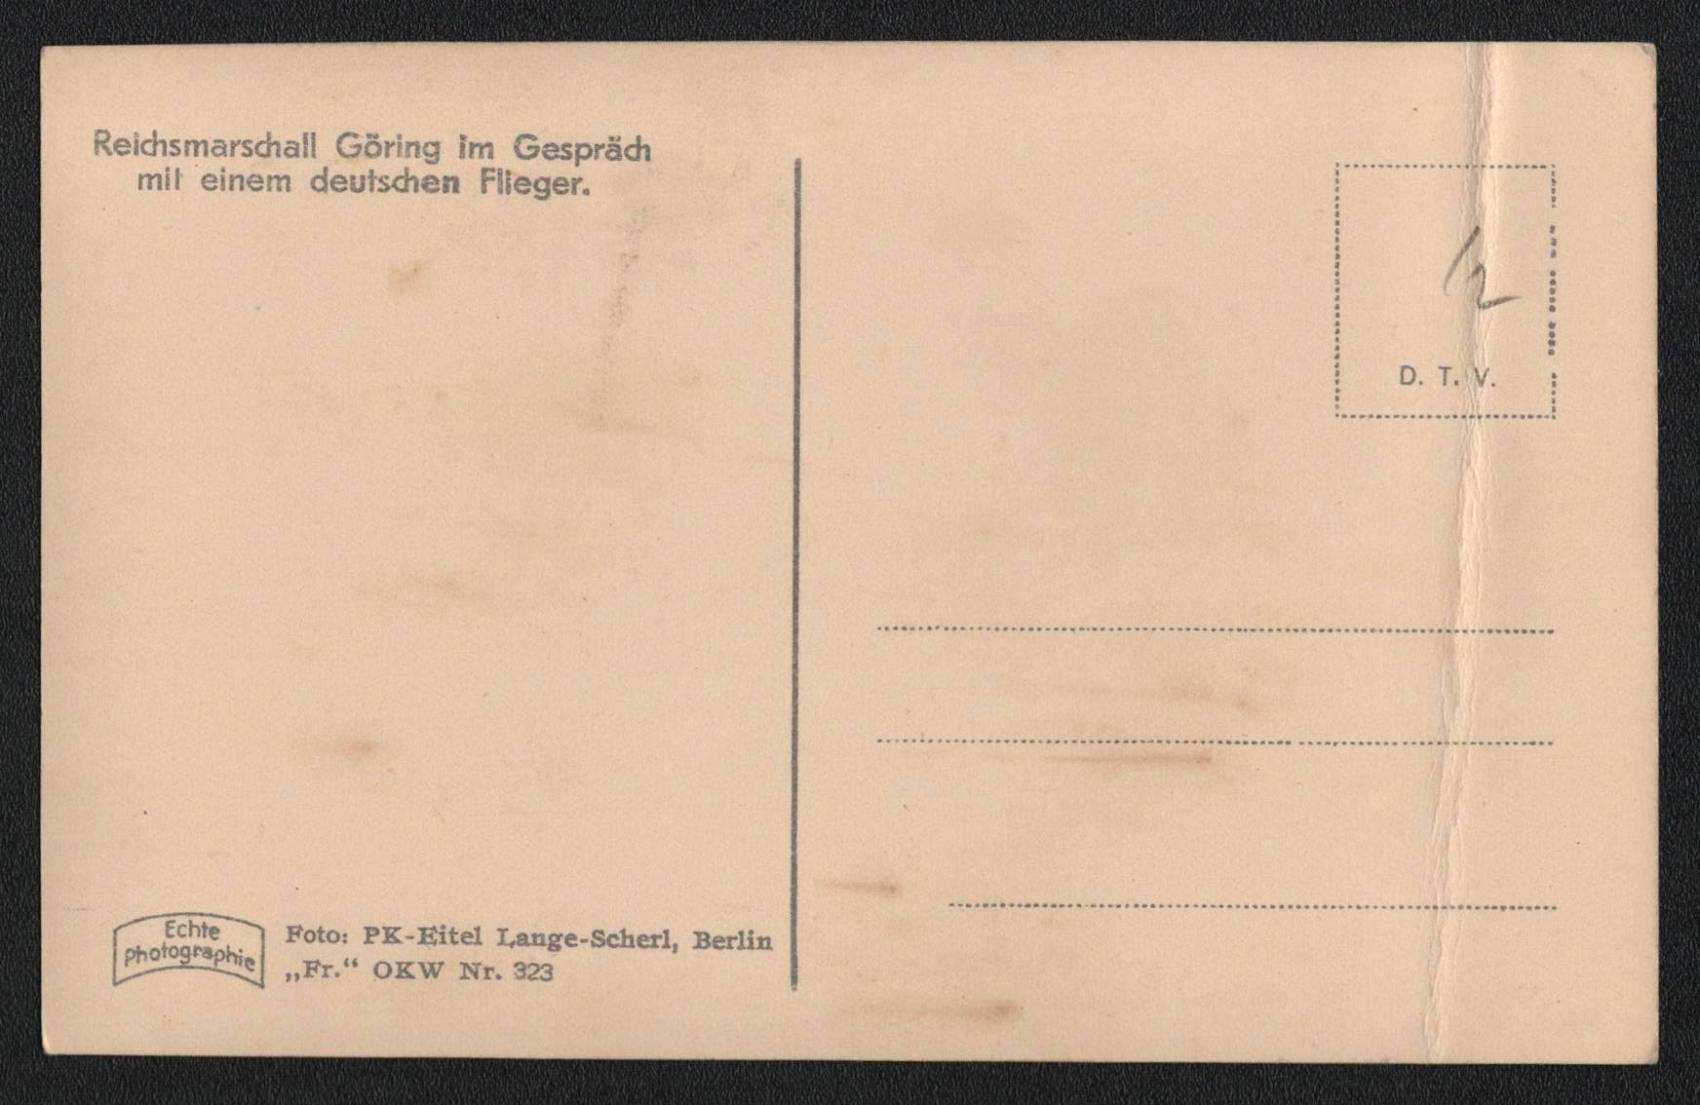 Reichsmarschall Göring im Gespräch
mit einem deutschen Flieger.
D. T. V.
Echte
Photographie
Foto: PK-Eitel Lange-Scherl, Berlin
„Fr.“ OKW Nr. 323